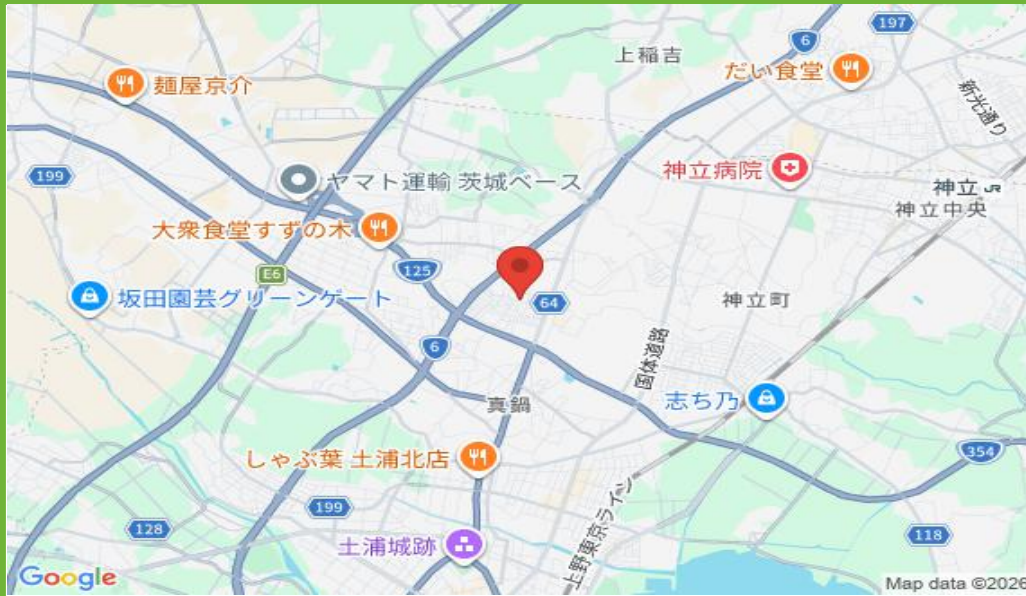 197
6
上稲吉
だい食堂
麺屋京介
新光通り
199
ヤマト運輸 茨城ベース
神立病院
神立 JR
神立中央
大衆食堂すずの木
E6
125
坂田園芸グリーンゲート
64
神立町
6
国体道路
真鍋
志ち乃
しゃぶ葉 土浦北店
354
199
128
土浦城跡
上野東京ライン
118
Google
Map data ©2026